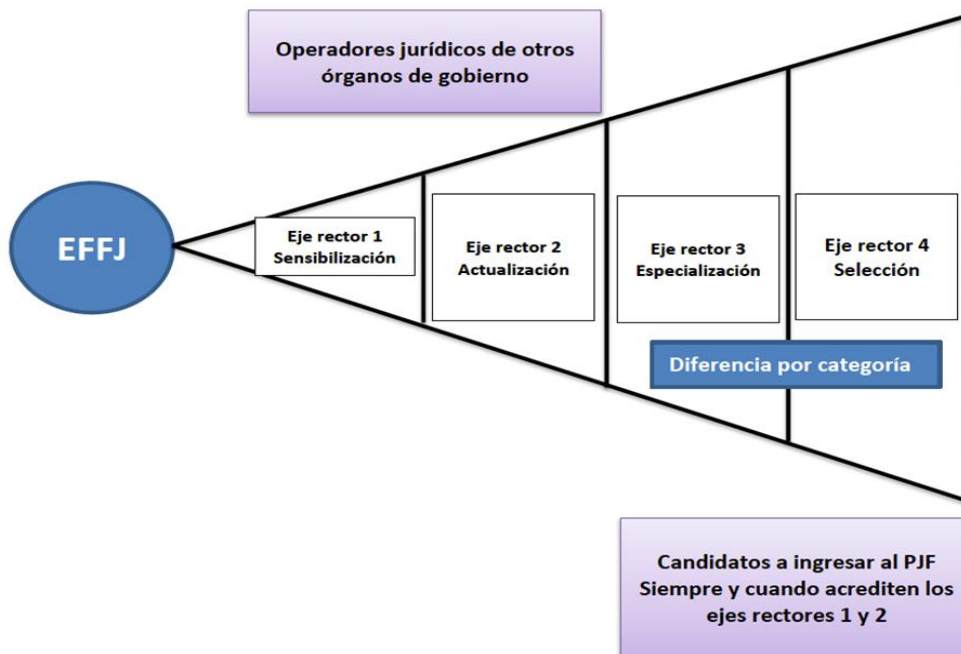 Operadores jurídicos de otros
órganos de gobierno
EFFJ
Eje rector 1
Sensibilización
Eje rector 2
Actualización
Eje rector 3
Especialización
Eje rector 4
Selección
Diferencia por categoría
Candidatos a ingresar al PJF
Siempre y cuando acrediten los
ejes rectores 1 y 2